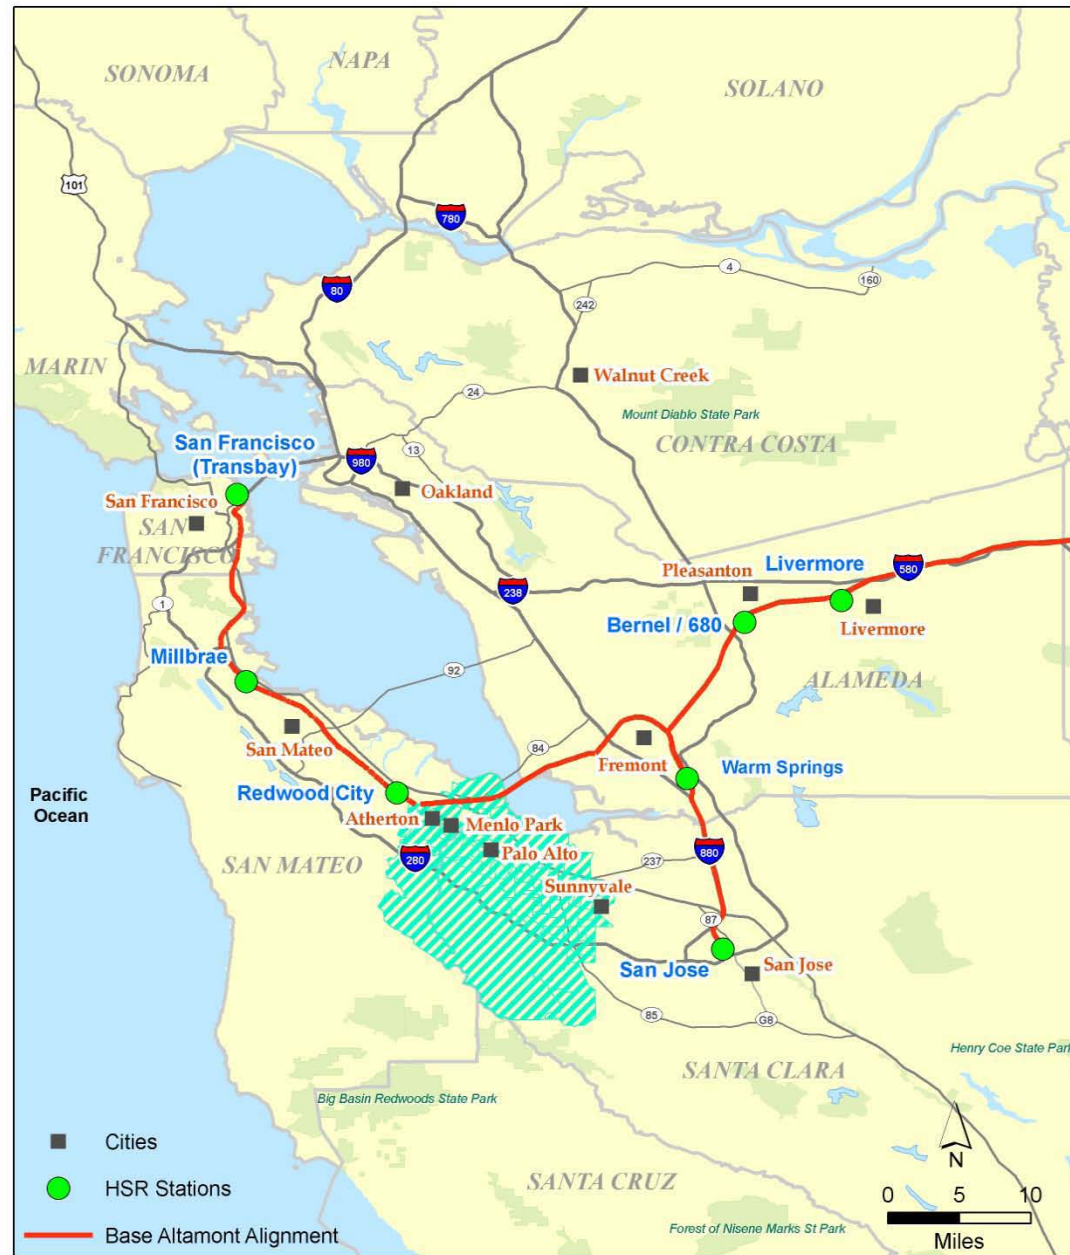 SONOMA
NAPA
SOLANO
101
780
80
4
160
242
MARIN
Walnut Creek
24
Mount Diablo State Park
CONTRA COSTA
San Francisco
(Transbay)
13
980
Oakland
San Francisco
SAN
FRANCISCO
Livermore
580
Pleasanton
238
1
Livermore
Bernel / 680
Millbrae
92
ALAMEDA
San Mateo
84
Fremont
Warm Springs
Redwood City
Pacific
Ocean
Atherton
Menlo Park
Palo Alto
280
237
880
SAN MATEO
Sunnyvale
87
San Jose
San Jose
85
G8
Henry Coe State Park
SANTA CLARA
Big Basin Redwoods State Park
Cities
N
HSR Stations
SANTA CRUZ
0 5 10
Forest of Nisene Marks St Park
Base Altamont Alignment
Miles